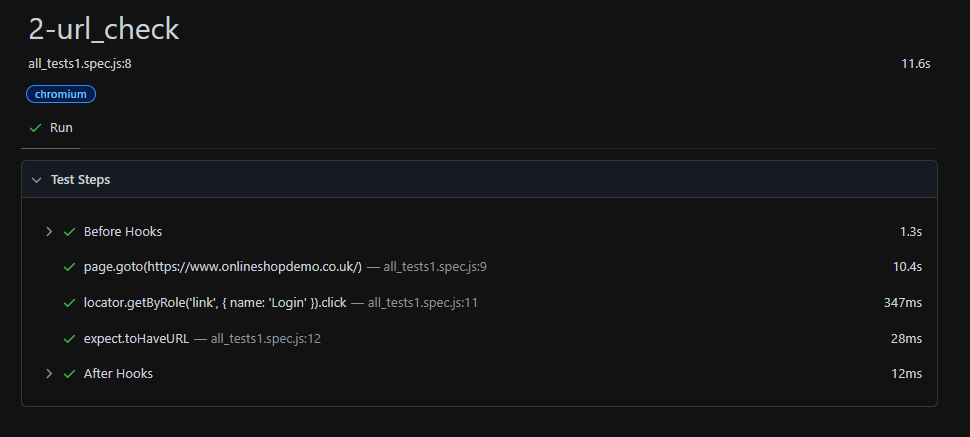 2-url_check
all_tests1.spec.js:8 11.6s
chromium
Run
Test Steps
Before Hooks 1.3s
page.goto(https://www.onlineshopdemo.co.uk/) — all_tests1.spec.js:9 10.4s
locator.getByRole('link', { name: 'Login' }).click — all_tests1.spec.js:11 347ms
expect.toHaveURL — all_tests1.spec.js:12 28ms
After Hooks 12ms